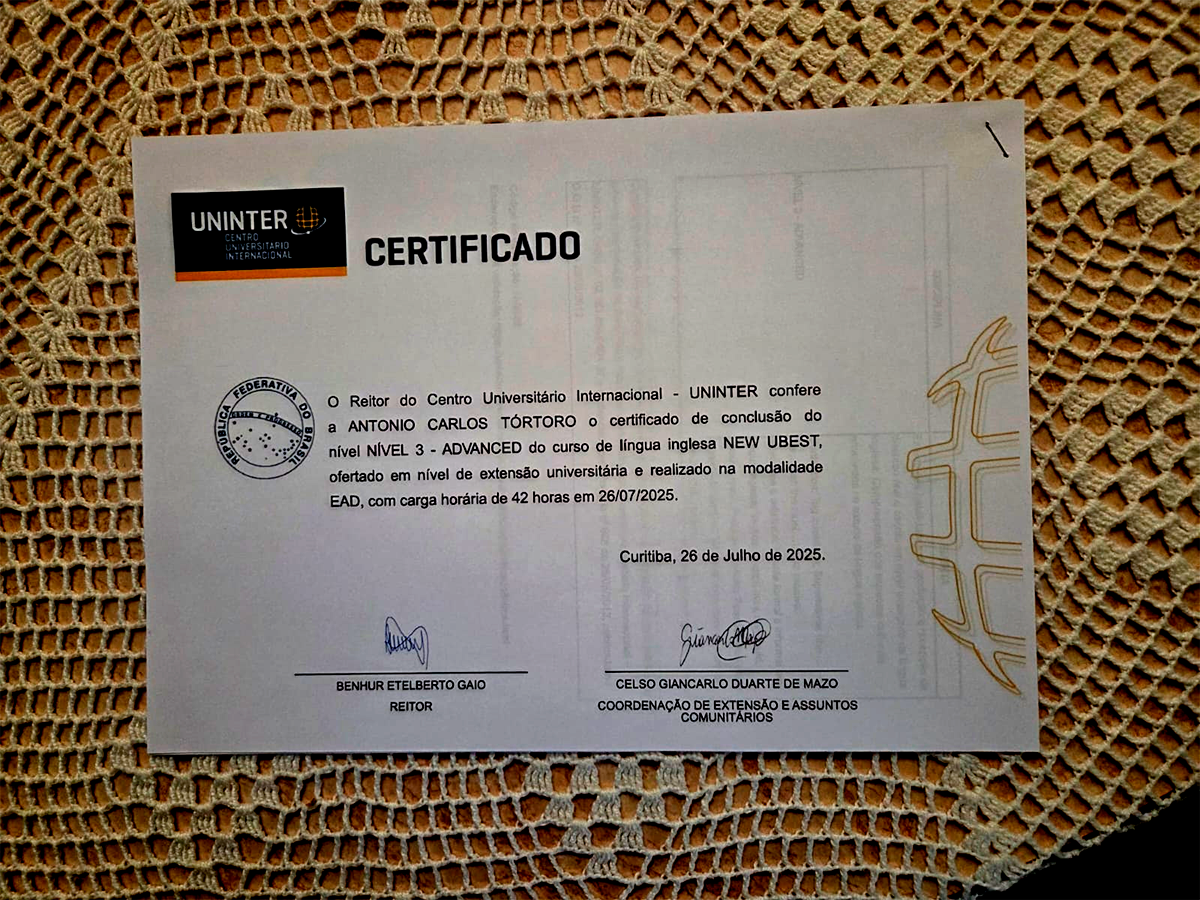 UNINTER
CENTRO
UNIVERSITÁRIO
INTERNACIONAL
CERTIFICADO
REPÚBLICA FEDERATIVA DO BRASIL
O Reitor do Centro Universitário Internacional - UNINTER confere
a ANTONIO CARLOS TÓRTORO o certificado de conclusão do
nível NÍVEL 3 - ADVANCED do curso de língua inglesa NEW UBEST,
ofertado em nível de extensão universitária e realizado na modalidade
EAD, com carga horária de 42 horas em 26/07/2025.
Curitiba, 26 de Julho de 2025.
BENHUR ETELBERTO GAIO
REITOR
CELSO GIANCARLO DUARTE DE MAZO
COORDENAÇÃO DE EXTENSÃO E ASSUNTOS
COMUNITÁRIOS